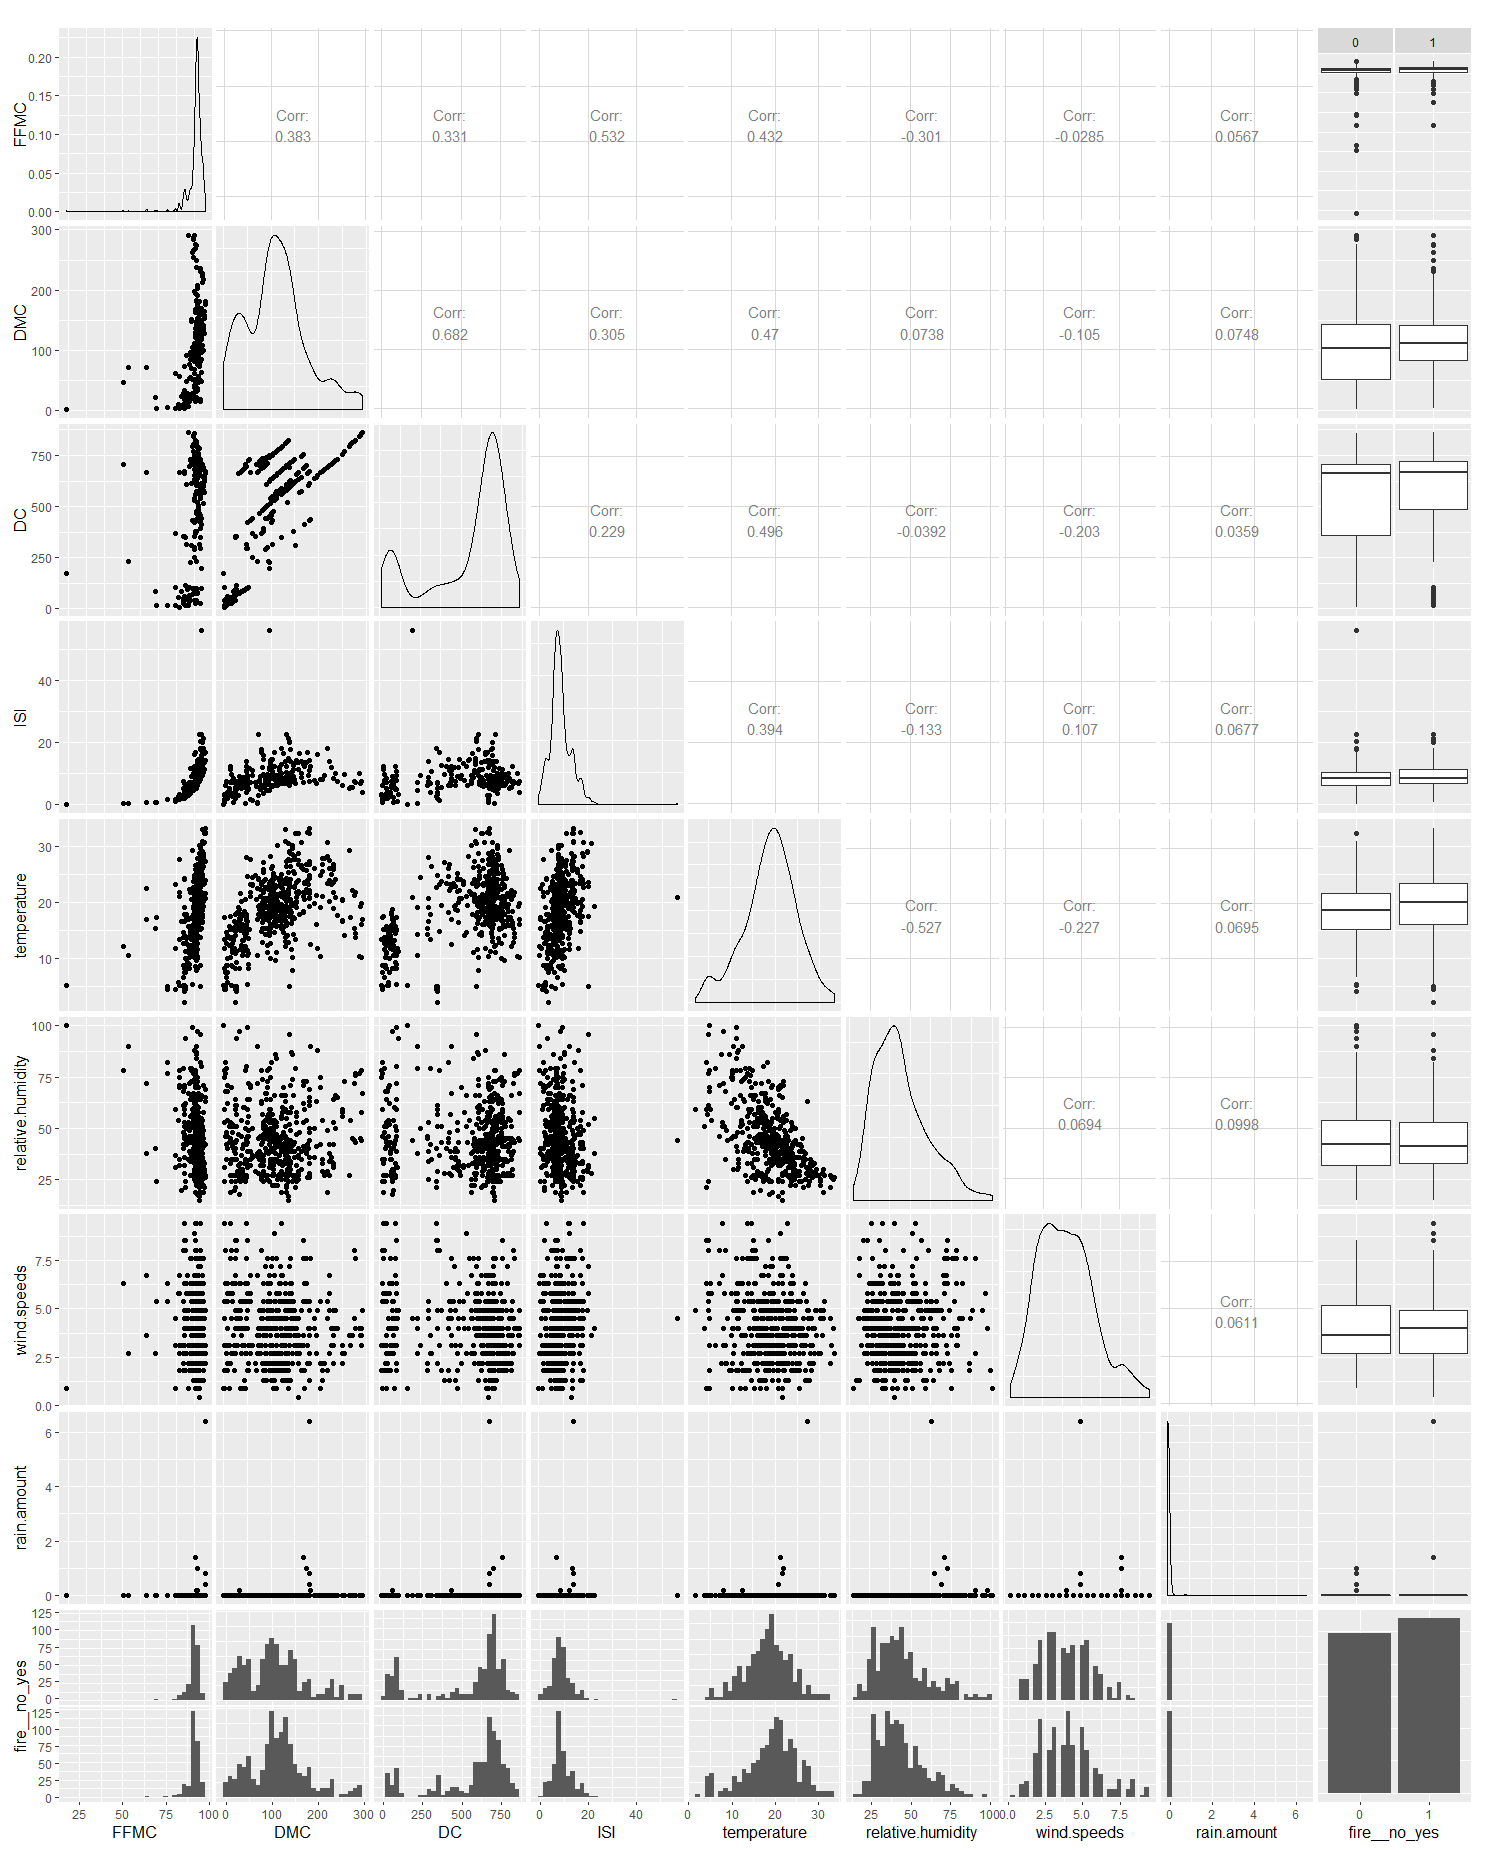 0 1
FFMC
0.20
0.15
0.10
0.05
0.00
Corr: Corr: Corr: Corr: Corr: Corr: Corr:
0.383 0.331 0.532 0.432 -0.301 -0.0285 0.0567
DMC
300
200
100
0
Corr: Corr: Corr: Corr: Corr: Corr:
0.682 0.305 0.47 0.0738 -0.105 0.0748
DC
750
500
250
0
Corr: Corr: Corr: Corr: Corr:
0.229 0.496 -0.0392 -0.203 0.0359
ISI
40
20
0
Corr: Corr: Corr: Corr:
0.394 -0.133 0.107 0.0677
temperature
30
20
10
Corr: Corr: Corr:
-0.527 -0.227 0.0695
relative.humidity
100
75
50
25
Corr: Corr:
0.0694 0.0998
wind.speeds
7.5
5.0
2.5
0.0
Corr:
0.0611
rain.amount
6
4
2
0
fire__no_yes
125
100
75
50
25
0
125
100
75
50
25
0
25 50 75 100 0 100 200 300 0 250 500 750 0 20 40 0 10 20 30 25 50 75 100 0.0 2.5 5.0 7.5 0 2 4 6 0 1
FFMC DMC DC ISI temperature relative.humidity wind.speeds rain.amount fire__no_yes